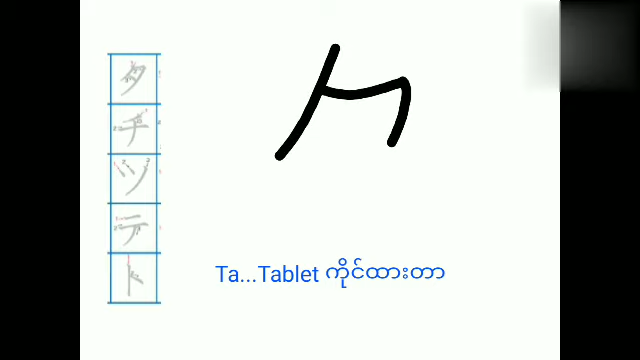 タ
チ
ツ
テ
ト
Ta...Tablet ကိုင်ထားတာ